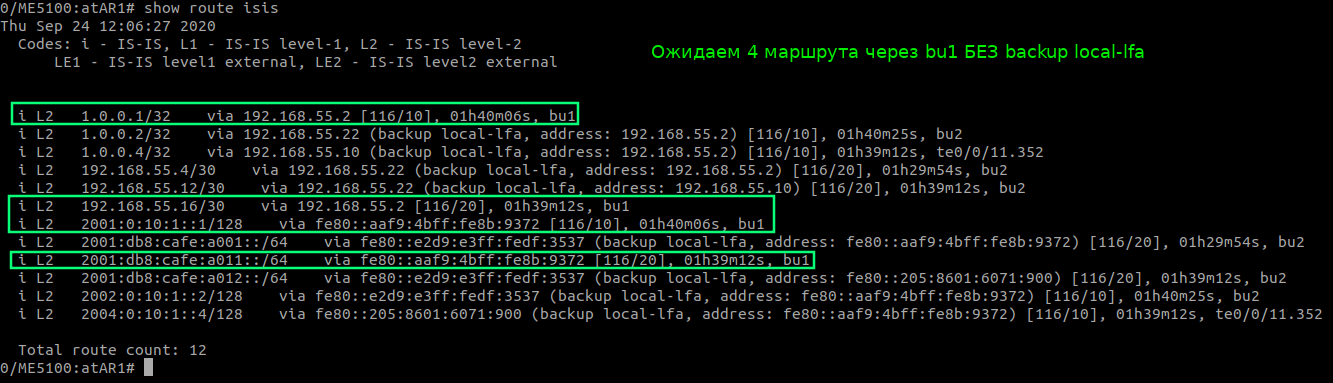 0/ME5100:atAR1# show route isis
Thu Sep 24 12:06:27 2020
Codes: i - IS-IS, L1 - IS-IS level-1, L2 - IS-IS level-2
LE1 - IS-IS level1 external, LE2 - IS-IS level2 external
Ожидаем 4 маршрута через bu1 БЕЗ backup local-lfa
i L2 1.0.0.1/32 via 192.168.55.2 [116/10], 01h40m06s, bu1
i L2 1.0.0.2/32 via 192.168.55.22 (backup local-lfa, address: 192.168.55.2) [116/10], 01h40m25s, bu2
i L2 1.0.0.4/32 via 192.168.55.10 (backup local-lfa, address: 192.168.55.2) [116/10], 01h39m12s, te0/0/11.352
i L2 192.168.55.4/30 via 192.168.55.22 (backup local-lfa, address: 192.168.55.2) [116/20], 01h29m54s, bu2
i L2 192.168.55.12/30 via 192.168.55.22 (backup local-lfa, address: 192.168.55.10) [116/20], 01h39m12s, bu2
i L2 192.168.55.16/30 via 192.168.55.2 [116/20], 01h39m12s, bu1
i L2 2001:0:10:1::1/128 via fe80::aaf9:4bff:fe8b:9372 [116/10], 01h40m06s, bu1
i L2 2001:db8:cafe:a001::/64 via fe80::e2d9:e3ff:fedf:3537 (backup local-lfa, address: fe80::aaf9:4bff:fe8b:9372) [116/20], 01h29m54s, bu2
i L2 2001:db8:cafe:a011::/64 via fe80::aaf9:4bff:fe8b:9372 [116/20], 01h39m12s, bu1
i L2 2001:db8:cafe:a012::/64 via fe80::e2d9:e3ff:fedf:3537 (backup local-lfa, address: fe80::205:8601:6071:900) [116/20], 01h39m12s, bu2
i L2 2002:0:10:1::2/128 via fe80::e2d9:e3ff:fedf:3537 (backup local-lfa, address: fe80::aaf9:4bff:fe8b:9372) [116/10], 01h40m25s, bu2
i L2 2004:0:10:1::4/128 via fe80::205:8601:6071:900 (backup local-lfa, address: fe80::aaf9:4bff:fe8b:9372) [116/10], 01h39m12s, te0/0/11.352
Total route count: 12
0/ME5100:atAR1#